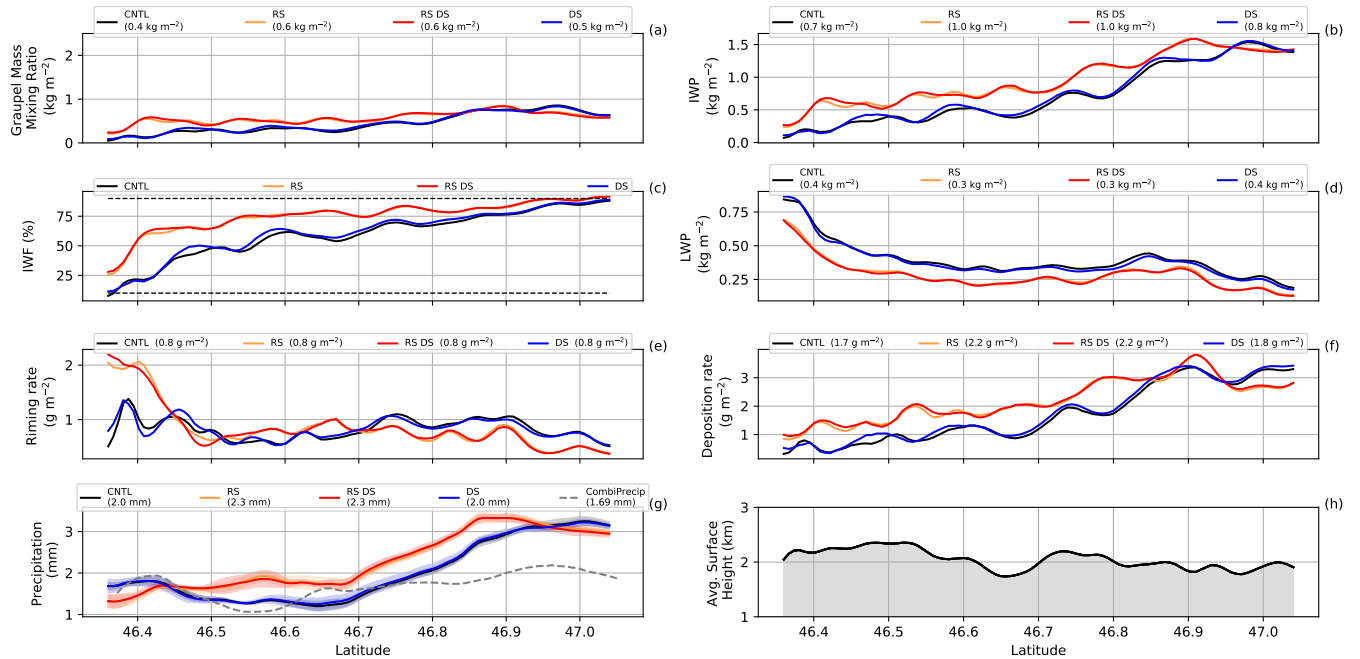 CNTL RS RS DS DS (a)
(0.4 kg m−2) (0.6 kg m−2) (0.6 kg m−2) (0.5 kg m−2)
Graupel Mass
Mixing Ratio
(kg m−2)
2
1
0
CNTL RS RS DS DS (b)
(0.7 kg m−2) (1.0 kg m−2) (1.0 kg m−2) (0.8 kg m−2)
IWP
(kg m−2)
1.5
1.0
0.5
0.0
CNTL RS RS DS DS (c)
IWF (%)
75
50
25
CNTL RS RS DS DS (d)
(0.4 kg m−2) (0.3 kg m−2) (0.3 kg m−2) (0.4 kg m−2)
LWP
(kg m−2)
0.75
0.50
0.25
CNTL (0.8 g m−2) RS (0.8 g m−2) RS DS (0.8 g m−2) DS (0.8 g m−2) (e)
Riming rate
(g m−2)
2
1
CNTL (1.7 g m−2) RS (2.2 g m−2) RS DS (2.2 g m−2) DS (1.8 g m−2) (f)
Deposition rate
(g m−2)
3
2
1
CNTL RS RS DS DS CombiPrecip (g)
(2.0 mm) (2.3 mm) (2.3 mm) (2.0 mm) (1.69 mm)
Precipitation
(mm)
3
2
1
46.4 46.5 46.6 46.7 46.8 46.9 47.0
Latitude
(h)
Avg. Surface
Height (km)
3
2
1
46.4 46.5 46.6 46.7 46.8 46.9 47.0
Latitude